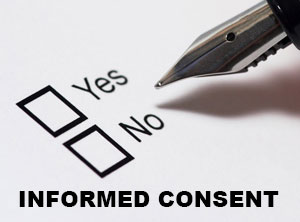 Yes
No
INFORMED CONSENT